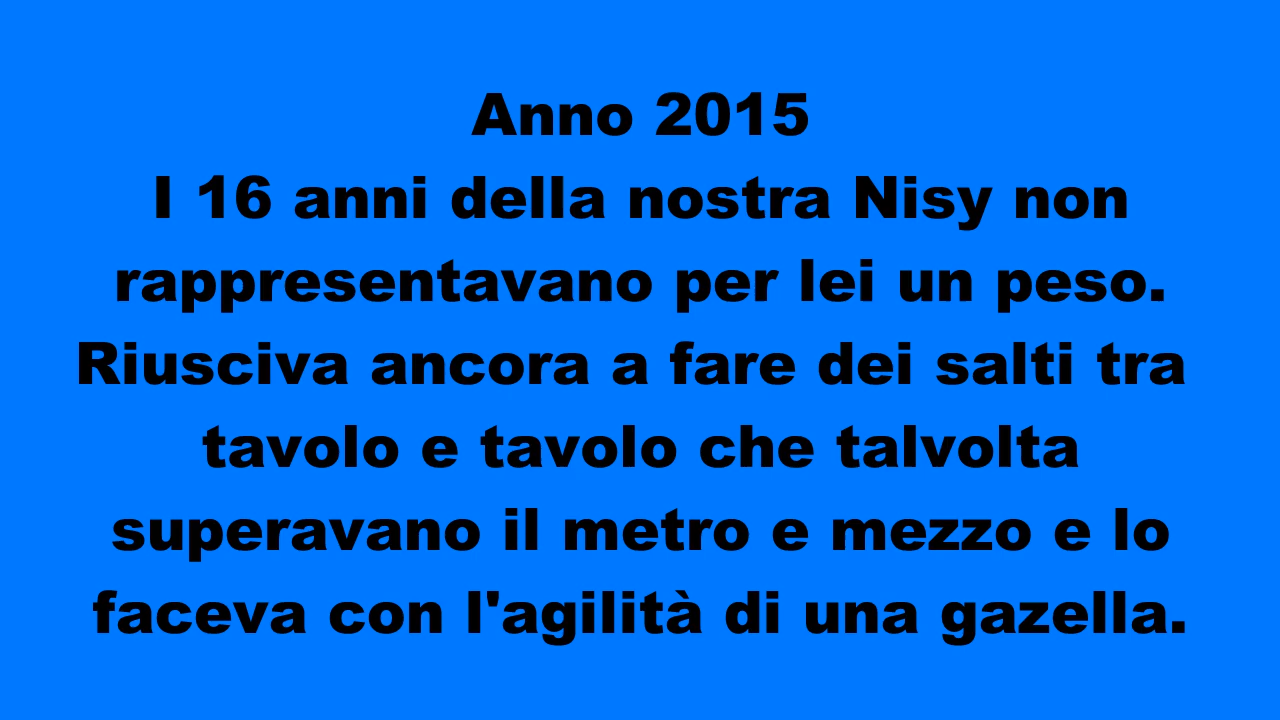 Anno 2015
I 16 anni della nostra Nisy non
rappresentavano per lei un peso.
Riusciva ancora a fare dei salti tra
tavolo e tavolo che talvolta
superavano il metro e mezzo e lo
faceva con l'agilità di una gazella.